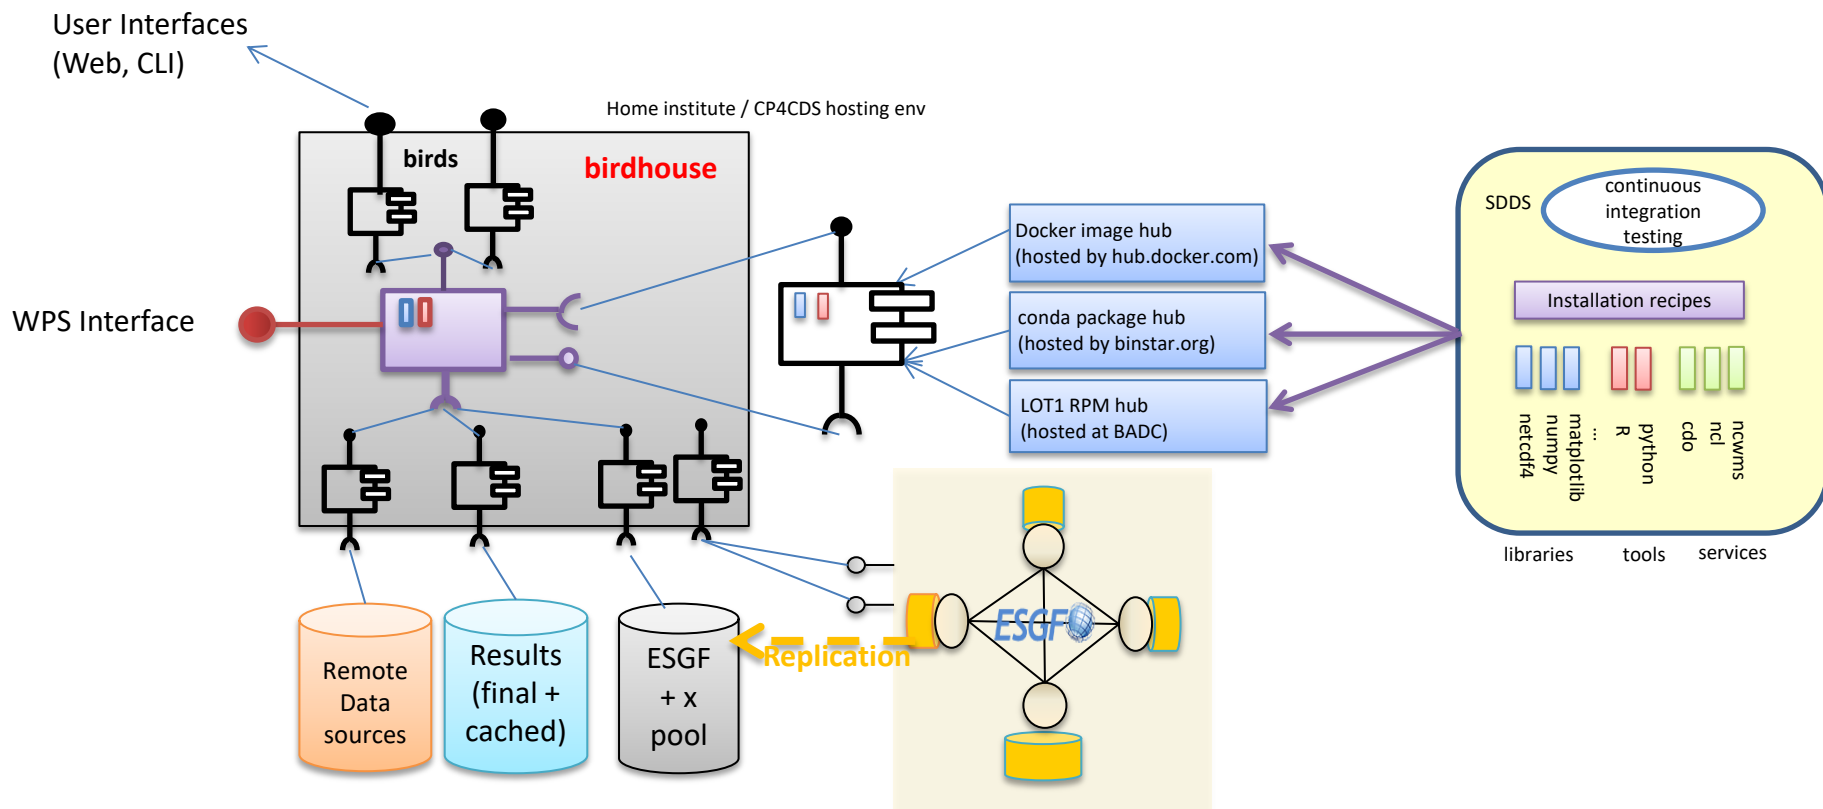 User Interfaces
(Web, CLI)
Home institute / CP4CDS hosting env
birds
birdhouse
WPS Interface
Docker image hub
(hosted by hub.docker.com)
conda package hub
(hosted by binstar.org)
LOT1 RPM hub
(hosted at BADC)
SDDS
continuous
integration
testing
Installation recipes
netcdf4
numpy
matplotlib
...
R
python
cdo
ncl
ncwms
libraries
tools
services
Remote
Data
sources
Results
(final +
cached)
ESGF
+ x
pool
Replication
ESGF